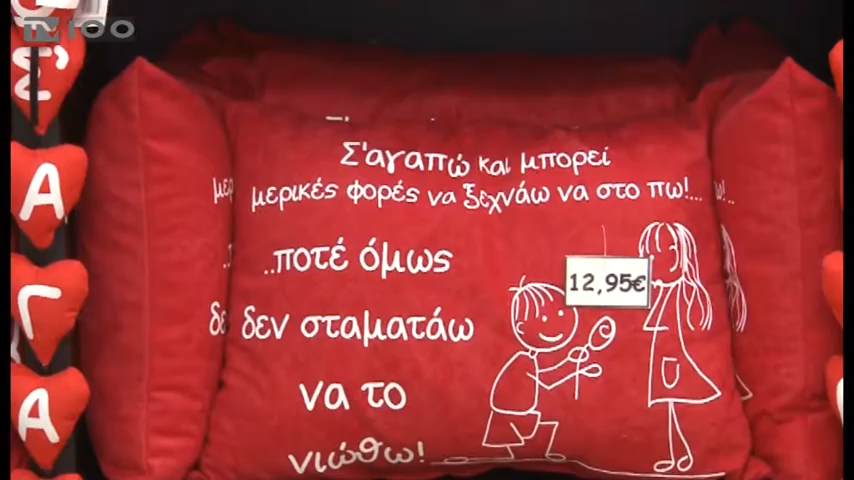 TV100
Σ'αγαπώ και μπορεί
μερικές φορές να ξεχνάω να στο πω!...
..ποτέ όμως
δεν σταματάω
να το
νιώθω!
12,95€
Σ'
Α
Γ
Α